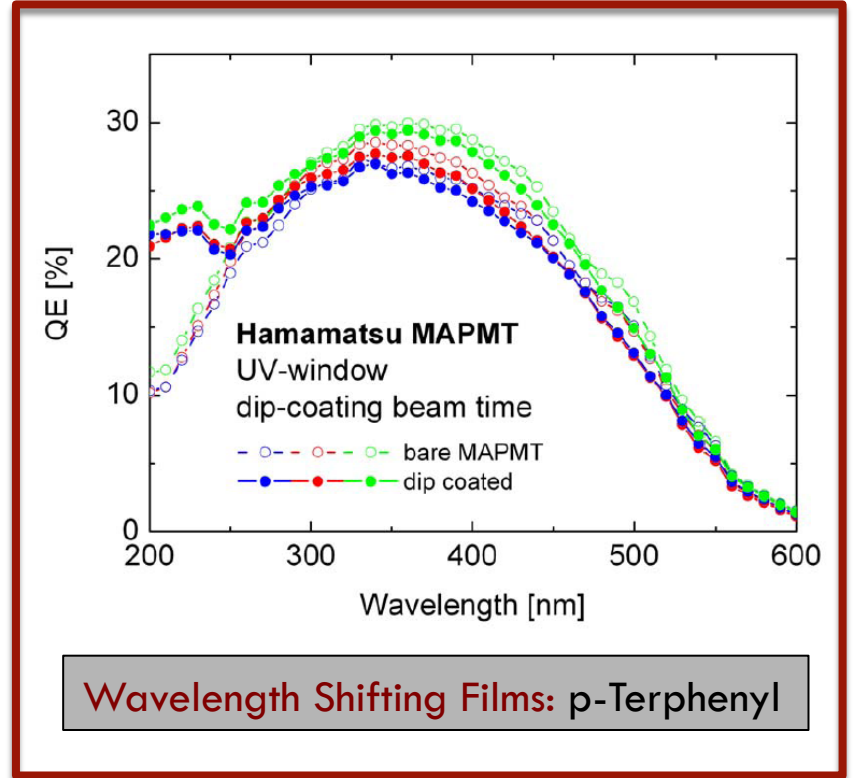 30
20
10
0
QE [%]
Hamamatsu MAPMT
UV-window
dip-coating beam time
bare MAPMT
dip coated
200 300 400 500 600
Wavelength [nm]
Wavelength Shifting Films: p-Terphenyl